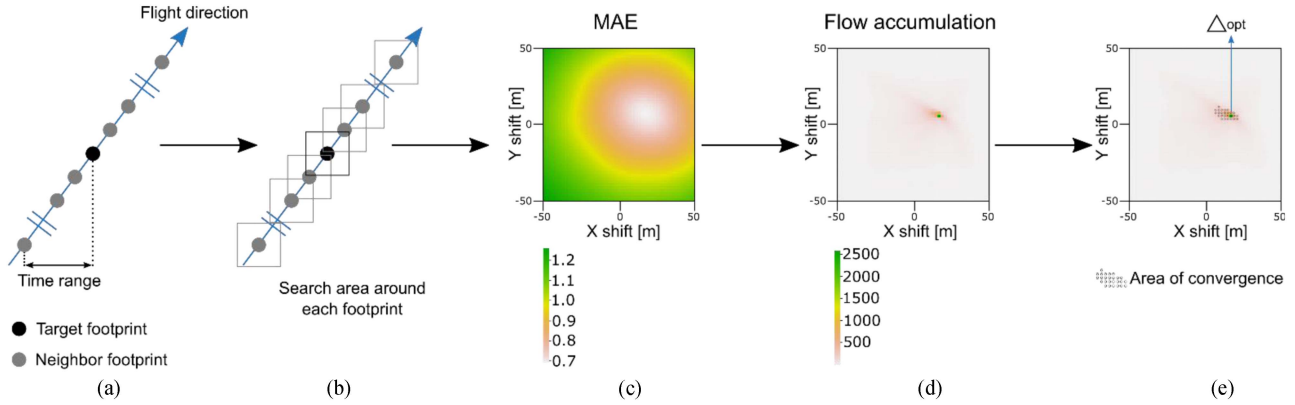 Flight direction
Time range
Target footprint
Neighbor footprint
(a)
Search area around
each footprint
(b)
MAE
Y shift [m]
50
0
-50
-50
0
50
X shift [m]
1.2
1.1
1.0
0.9
0.8
0.7
(c)
Flow accumulation
Y shift [m]
50
0
-50
-50
0
50
X shift [m]
2500
2000
1500
1000
500
(d)
△opt
Y shift [m]
50
0
-50
-50
0
50
X shift [m]
Area of convergence
(e)